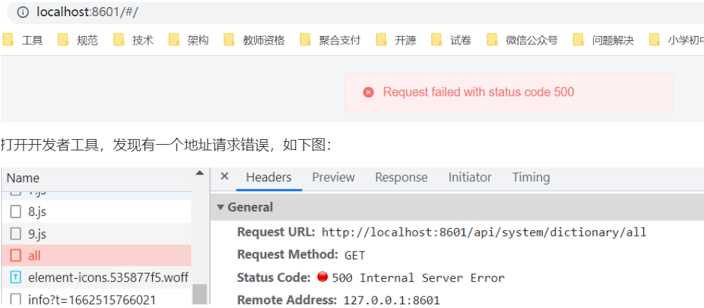 localhost:8601/#/
工具 规范 技术 架构 教师资格 聚合支付 开源 试卷 微信公众号 问题解决 小学初中
Request failed with status code 500
打开开发者工具，发现有一个地址请求错误，如下图：
Name × Headers Preview Response Initiator Timing
7.js
8.js ▼ General
9.js Request URL: http://localhost:8601/api/system/dictionary/all
all Request Method: GET
element-icons.535877f5.woff Status Code: 500 Internal Server Error
info?t=1662515766021 Remote Address: 127.0.0.1:8601